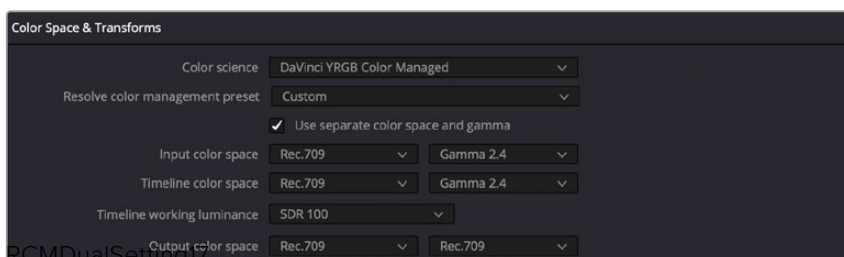 Color Space & Transforms
Color science DaVinci YRGB Color Managed
Resolve color management preset Custom
Use separate color space and gamma
Input color space Rec.709 Gamma 2.4
Timeline color space Rec.709 Gamma 2.4
Timeline working luminance SDR 100
Output color space Rec.709 Rec.709
RCMDualSetting17